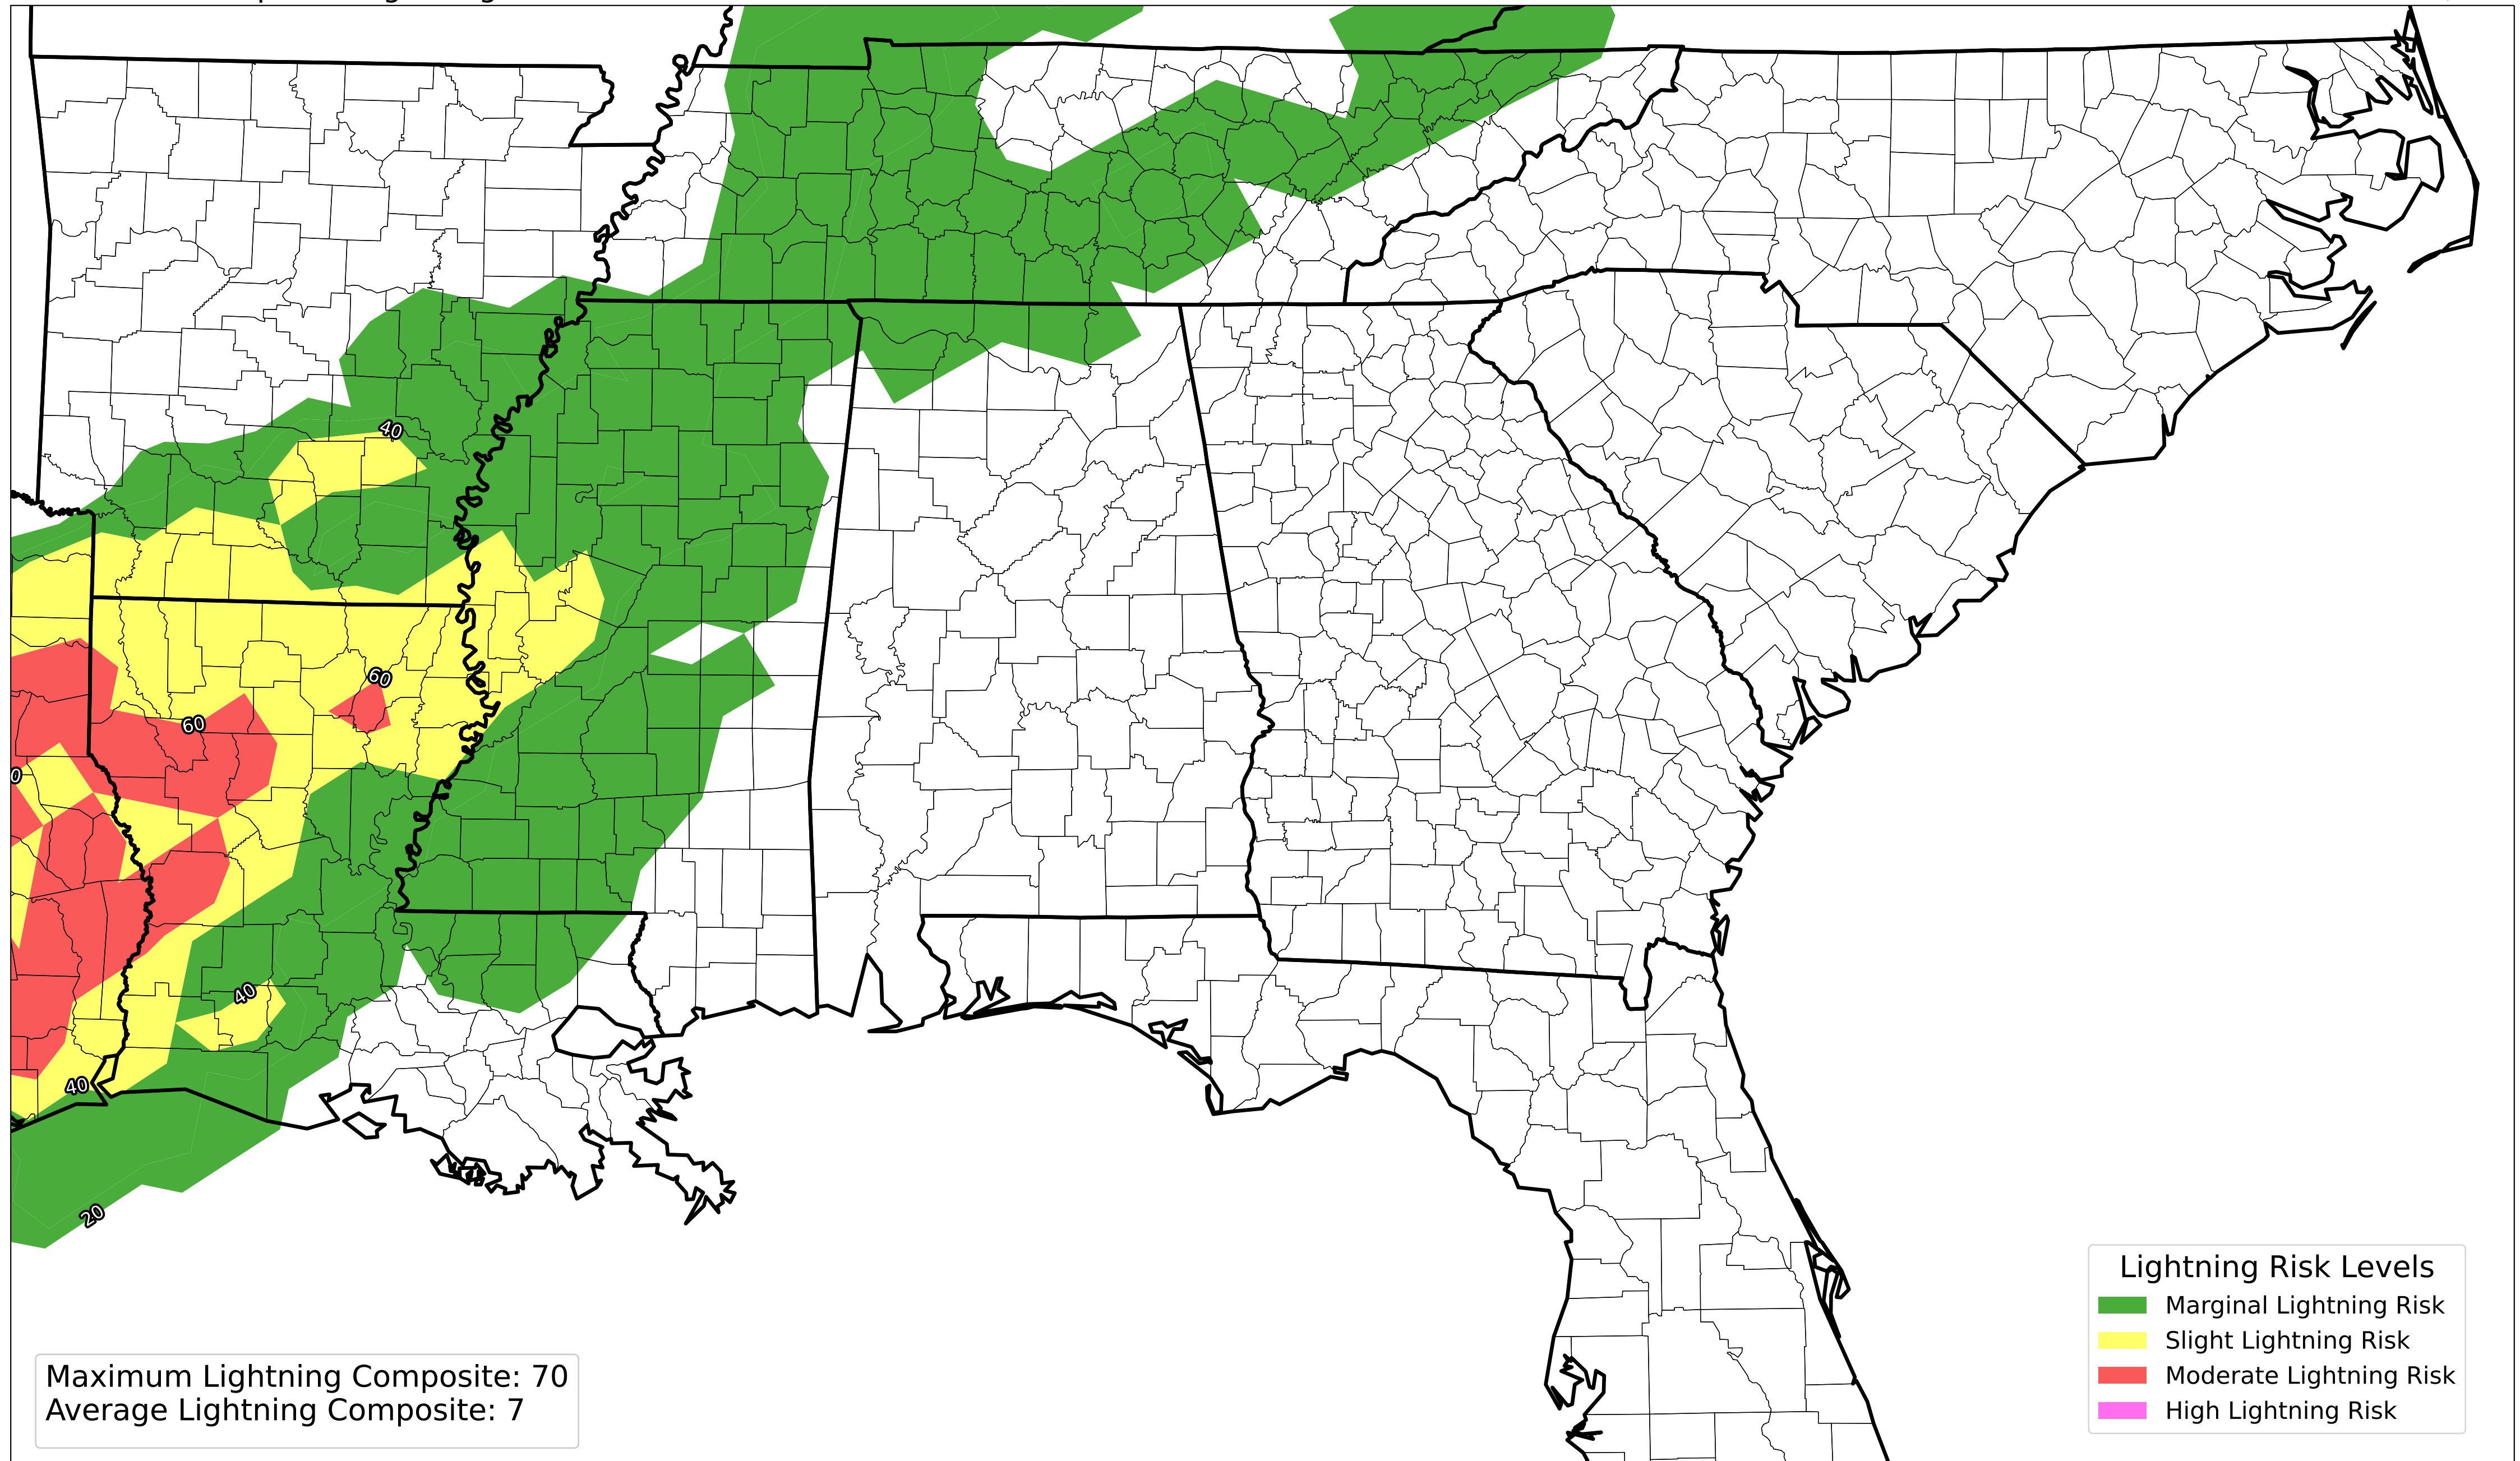 40
60
60
0
40
40
20
Lightning Risk Levels
Marginal Lightning Risk
Slight Lightning Risk
Moderate Lightning Risk
High Lightning Risk
Maximum Lightning Composite: 70
Average Lightning Composite: 7